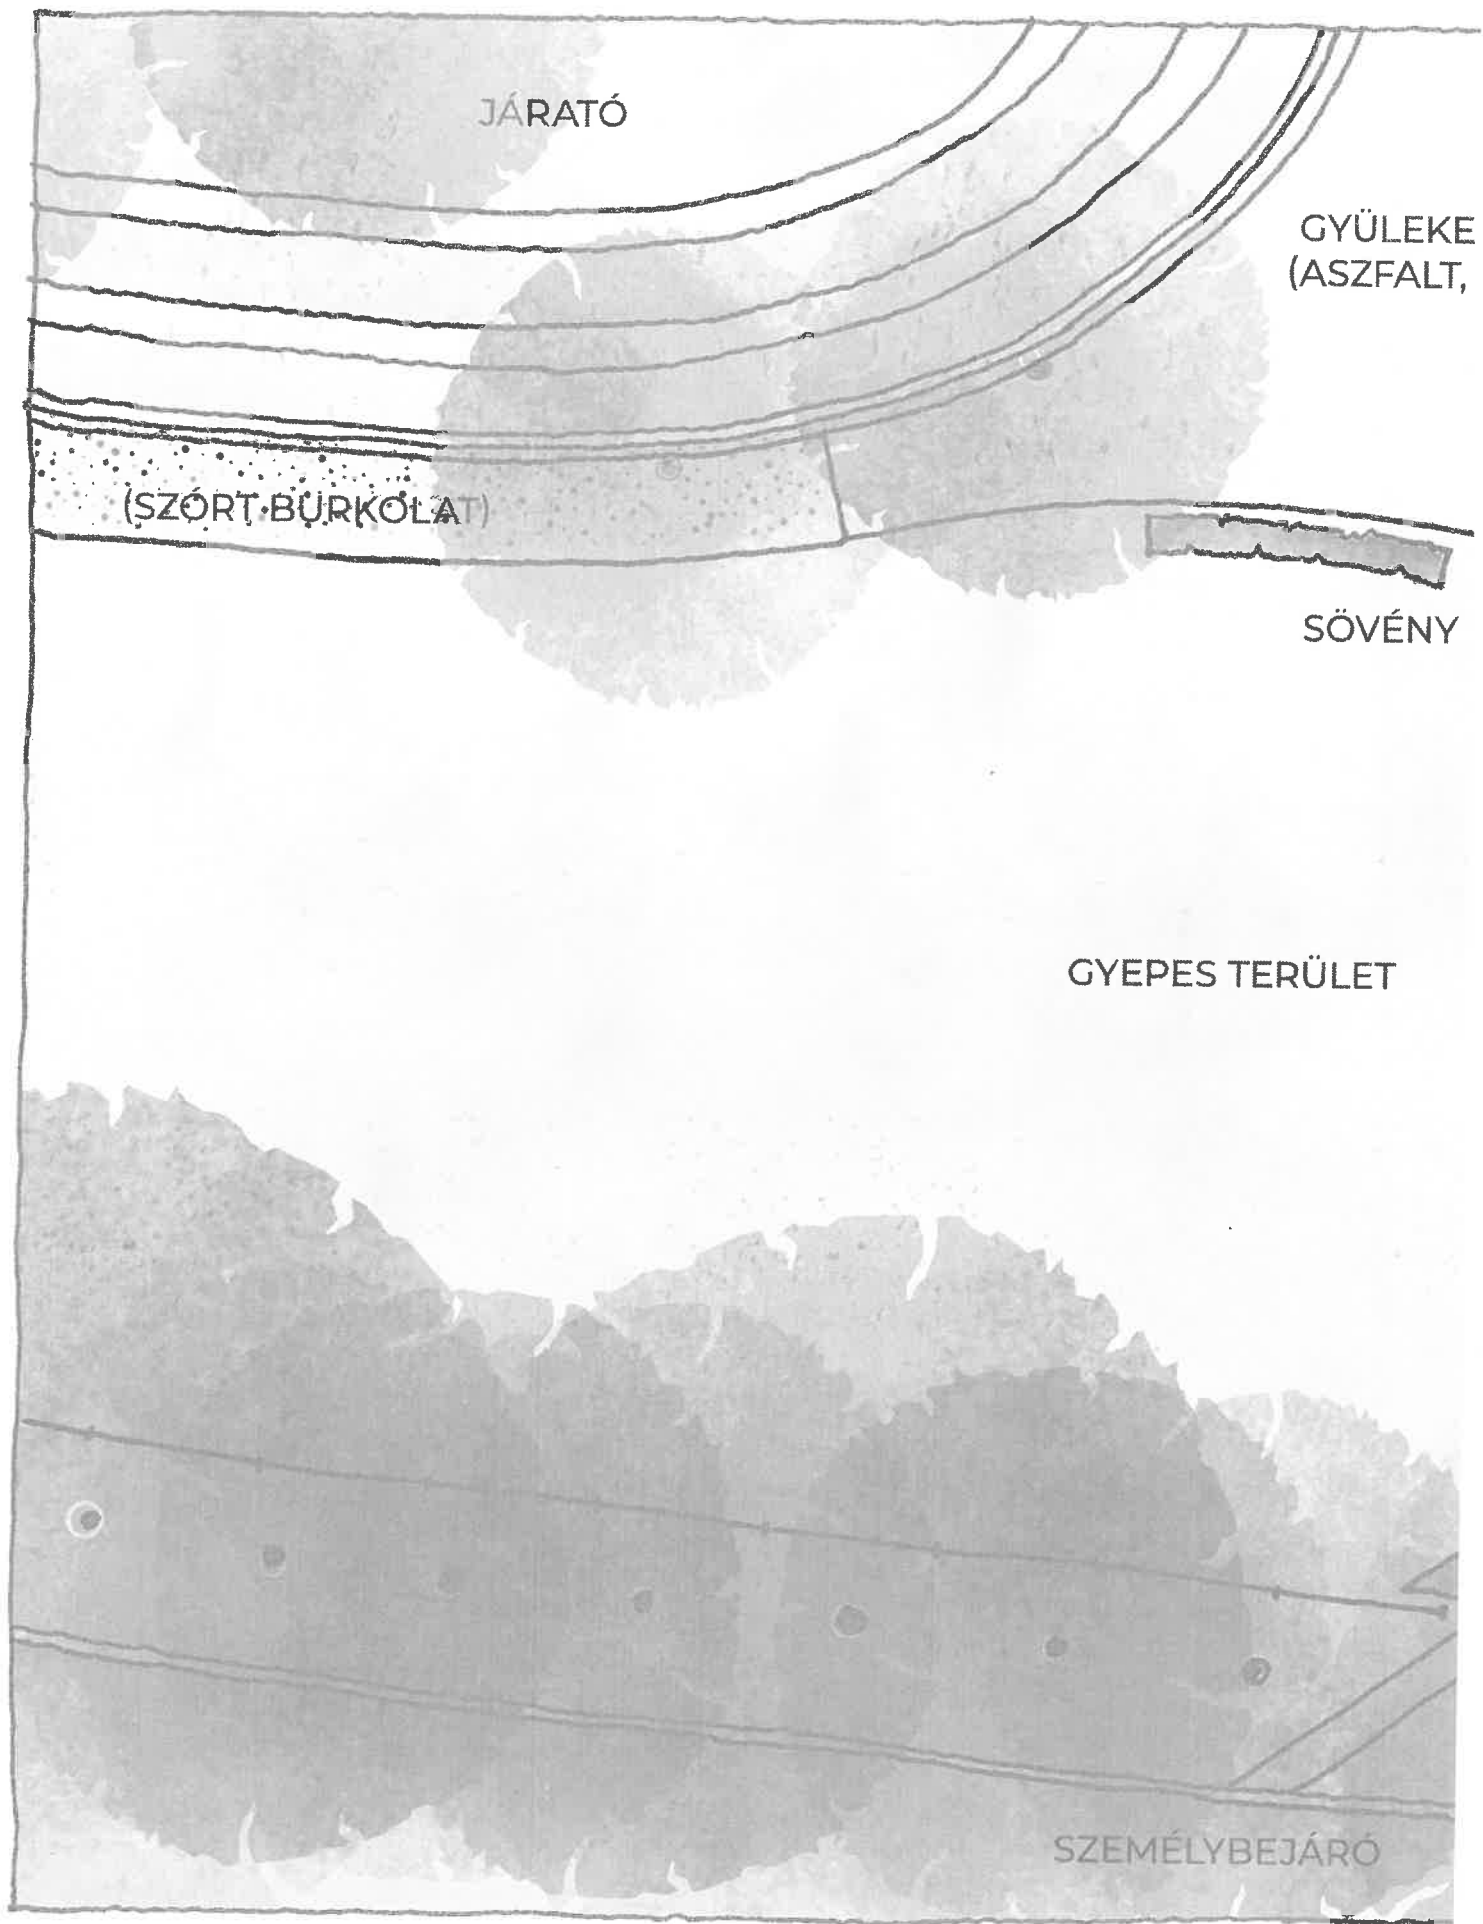 JÁRATÓ
GYÜLEKE
(ASZFALT,
(SZÓRT BURKOLAT)
SÖVÉNY
GYEPES TERÜLET
SZEMÉLYBEJÁRÓ